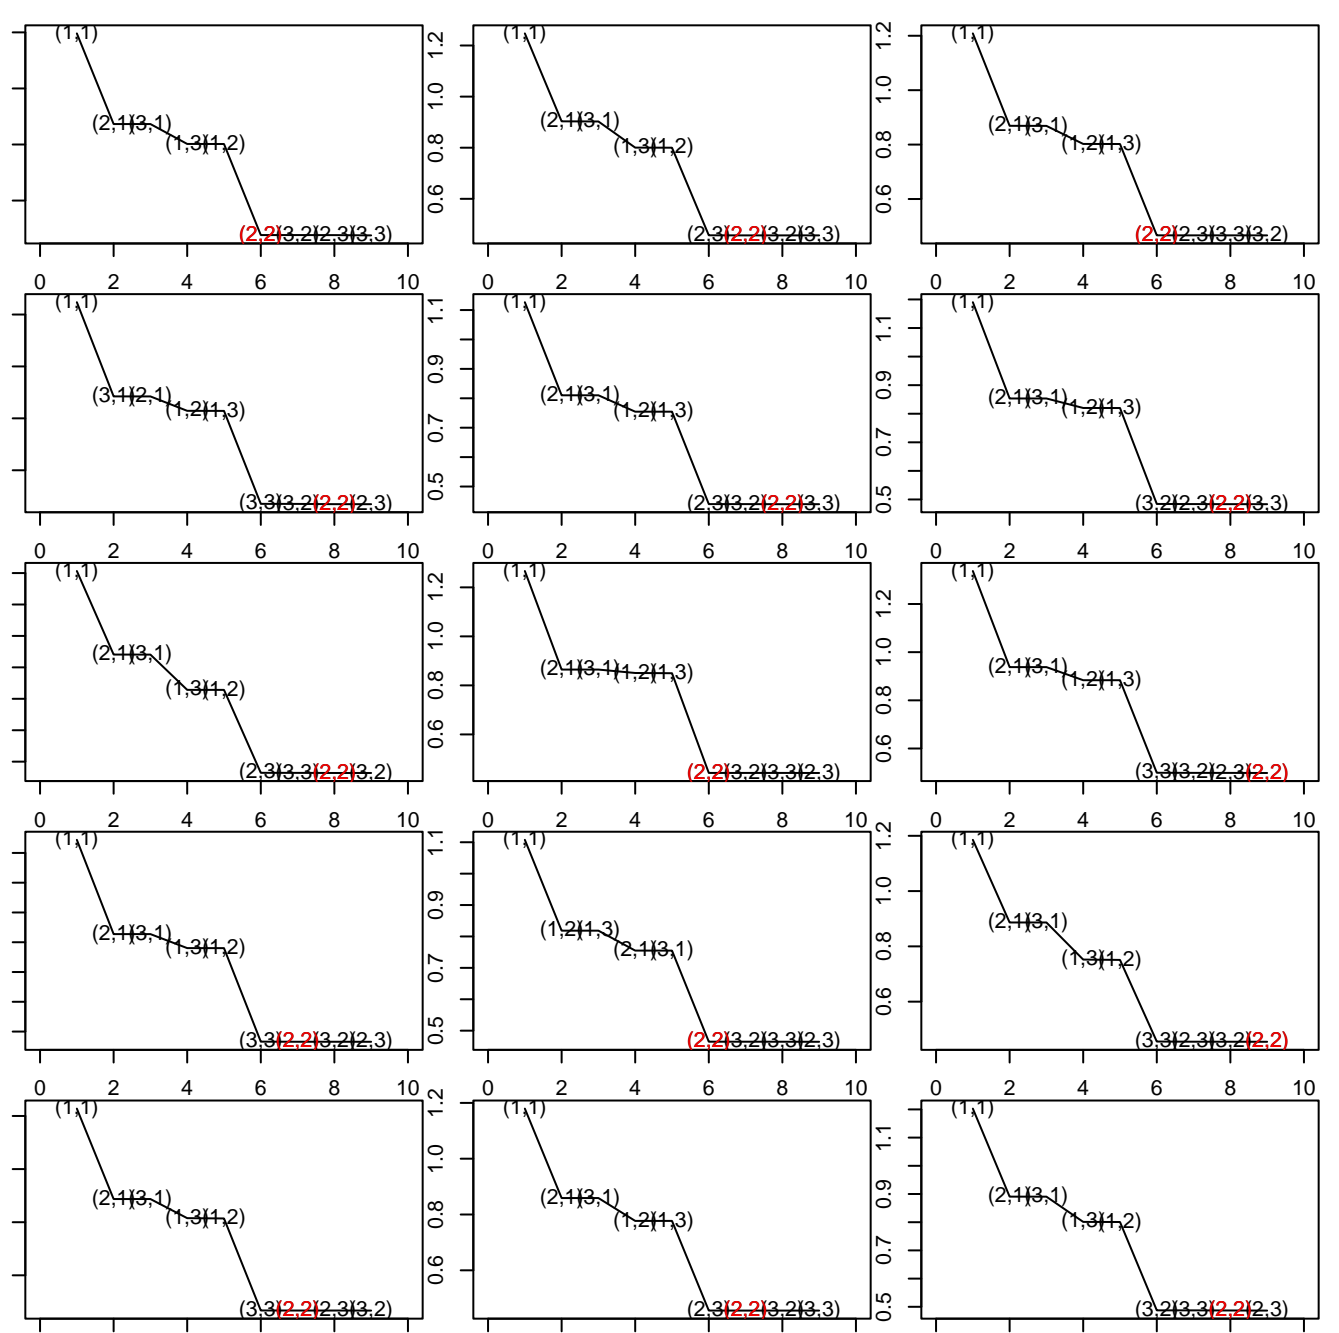 (1,1) (1,1) (1,1)
1.2 1.2
1.0 1.0
(2,1) (3,1) (2,1) (3,1) (2,1) (3,1)
(1,3) (1,2) (1,3) (1,2) (1,2) (1,3)
0.8 0.8
0.6 0.6
(2,2) (3,2) (2,3) (3,3) (2,3) (2,2) (3,2) (3,3) (2,2) (2,3) (3,3) (3,2)
0 2 4 6 8 10 0 2 4 6 8 10 0 2 4 6 8 10
(1,1) (1,1) (1,1)
1.1 1.1
0.9 0.9
(3,1) (2,1) (2,1) (3,1) (2,1) (3,1)
(1,2) (1,3) (1,2) (1,3) (1,2) (1,3)
0.7 0.7
0.5 0.5
(3,3) (3,2) (2,2) (2,3) (2,3) (3,2) (2,2) (3,3) (3,2) (2,3) (2,2) (3,3)
0 2 4 6 8 10 0 2 4 6 8 10 0 2 4 6 8 10
(1,1) (1,1) (1,1)
1.2 1.2
1.0 1.0
(2,1) (3,1) (2,1) (3,1) (1,2) (1,3) (2,1) (3,1) (1,2) (1,3)
(1,3) (1,2)
0.8 0.8
0.6 0.6
(2,3) (3,3) (2,2) (3,2) (2,2) (3,2) (3,3) (2,3) (3,3) (3,2) (2,3) (2,2)
0 2 4 6 8 10 0 2 4 6 8 10 0 2 4 6 8 10
(1,1) (1,1) (1,1)
1.1 1.2
0.9 1.0
(2,1) (3,1) (1,2) (1,3) (2,1) (3,1)
(1,3) (1,2) (2,1) (3,1) (1,3) (1,2)
0.7 0.8
0.5 0.6
(3,3) (2,2) (3,2) (2,3) (2,2) (3,2) (3,3) (2,3) (3,3) (2,3) (3,2) (2,2)
0 2 4 6 8 10 0 2 4 6 8 10 0 2 4 6 8 10
(1,1) (1,1) (1,1)
1.2 1.1
1.0 0.9
(2,1) (3,1) (2,1) (3,1) (2,1) (3,1)
(1,3) (1,2) (1,2) (1,3) (1,3) (1,2)
0.8 0.7
0.6 0.5
(3,3) (2,2) (2,3) (3,2) (2,3) (2,2) (3,2) (3,3) (3,2) (3,3) (2,2) (2,3)